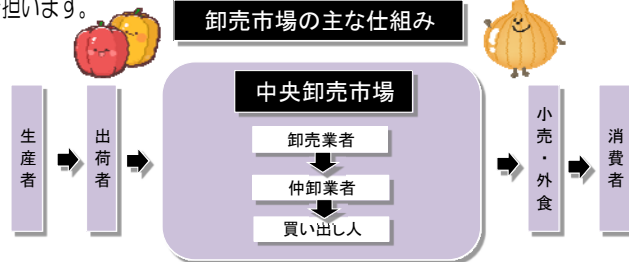 担います。
卸売市場の主な仕組み
生産者
出荷者
中央卸売市場
卸売業者
仲卸業者
買い出し人
小売・外食
消費者